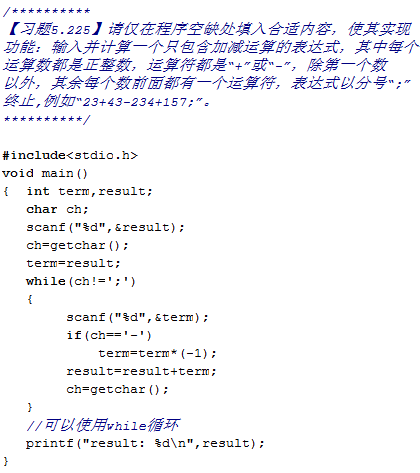 /**********
【习题5.225】请仅在程序空缺处填入合适内容，使其实现
功能：输入并计算一个只包含加减运算的表达式，其中每个
运算数都是正整数，运算符都是"+"或"-"，除第一个数
以外，其余每个数前面都有一个运算符，表达式以分号";"
终止,例如"23+43-234+157;"。
**********/
#include<stdio.h>
void main()
{  int term,result;
   char ch;
   scanf("%d",&result);
   ch=getchar();
   term=result;
   while(ch!=';')
   {
        scanf("%d",&term);
        if(ch=='-')
            term=term*(-1);
        result=result+term;
        ch=getchar();
   }
   //可以使用while循环
   printf("result: %d\n",result);
}